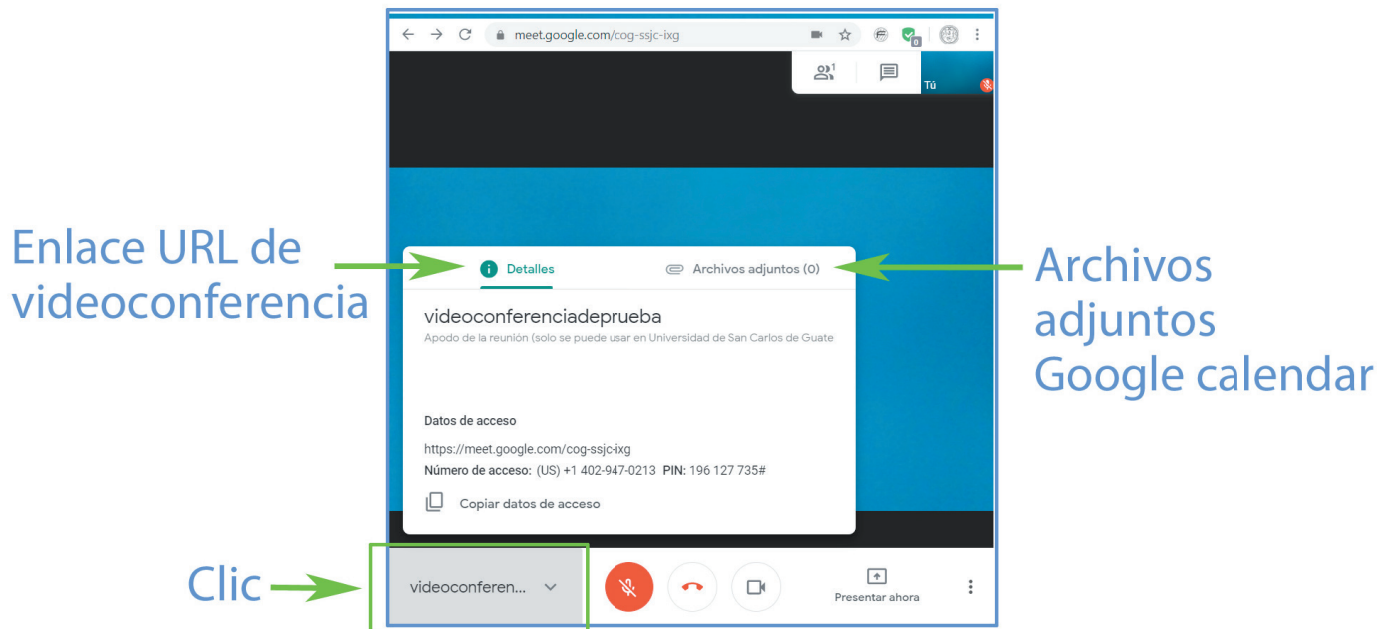 meet.google.com/cog-ssjc-ixg
0
1
Tú
Enlace URL de
videoconferencia
Detalles
Archivos adjuntos (0)
Archivos
adjuntos
Google calendar
videoconferenciadeprueba
Apodo de la reunión (solo se puede usar en Universidad de San Carlos de Guate
Datos de acceso
https://meet.google.com/cog-ssjc-ixg
Número de acceso: (US) +1 402-947-0213 PIN: 196 127 735#
Copiar datos de acceso
Clic
videoconferen...
Presentar ahora